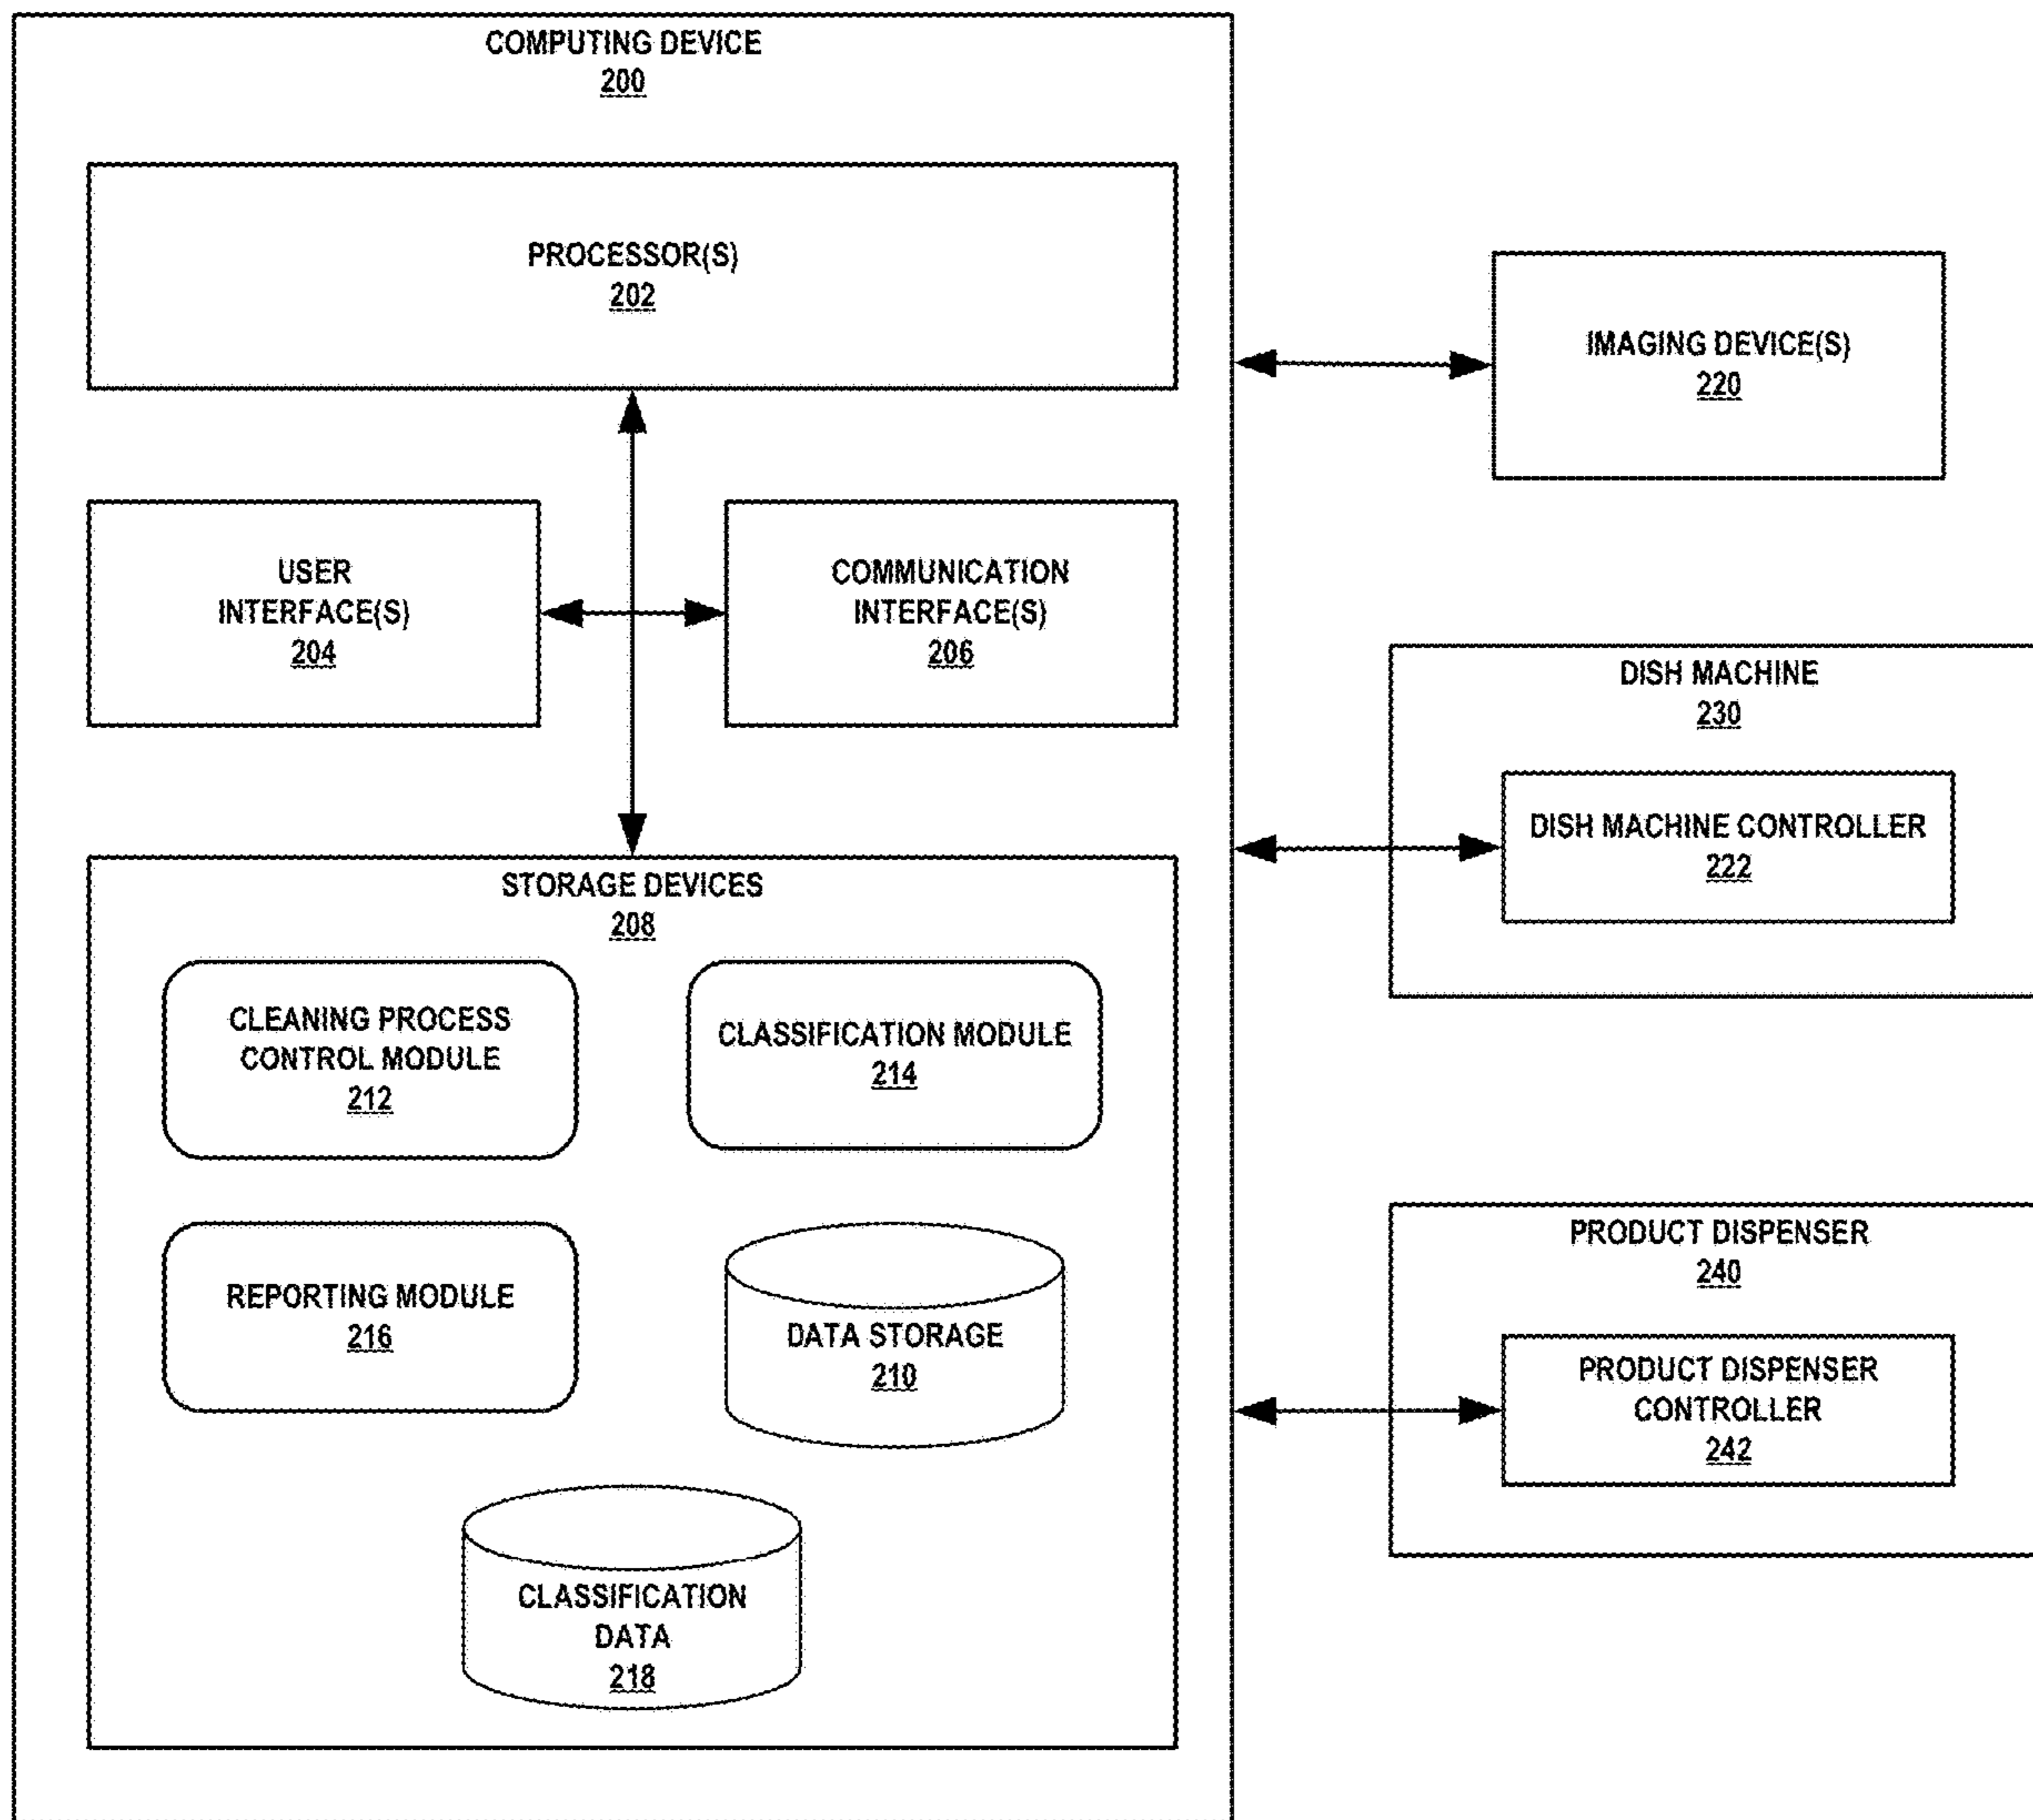 COMPUTING DEVICE
200
PROCESSOR(S)
202
USER
INTERFACE(S)
204
COMMUNICATION
INTERFACE(S)
206
STORAGE DEVICES
208
CLEANING PROCESS
CONTROL MODULE
212
CLASSIFICATION MODULE
214
REPORTING MODULE
216
DATA STORAGE
210
CLASSIFICATION
DATA
218
IMAGING DEVICE(S)
220
DISH MACHINE
230
DISH MACHINE CONTROLLER
222
PRODUCT DISPENSER
240
PRODUCT DISPENSER
CONTROLLER
242